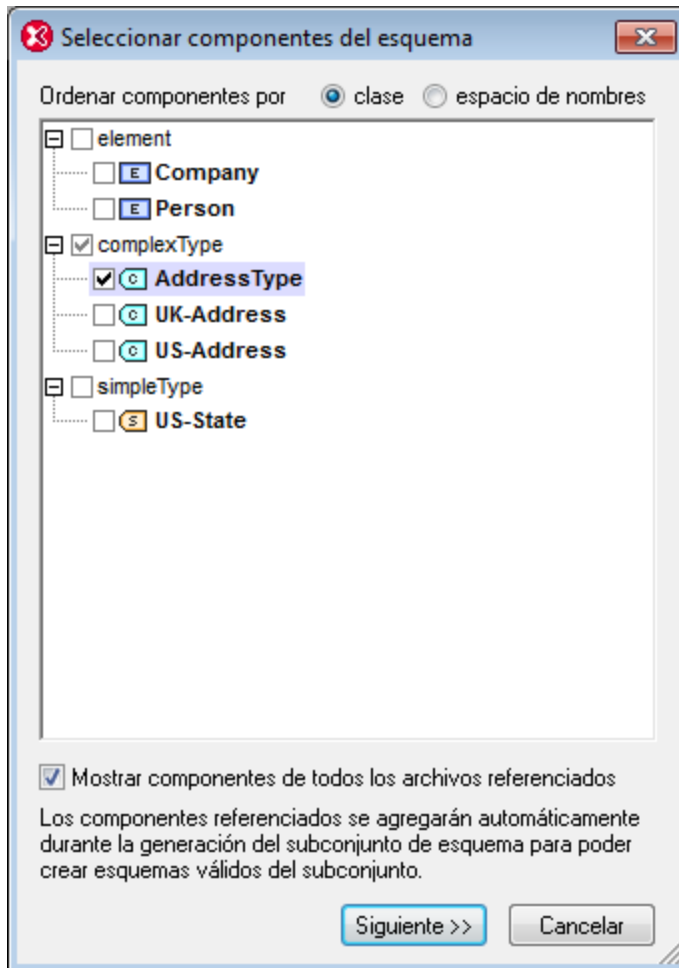 Seleccionar componentes del esquema
Ordenar componentes por clase espacio de nombres
element
E Company
E Person
complexType
C AddressType
C UK-Address
C US-Address
simpleType
S US-State
Mostrar componentes de todos los archivos referenciados
Los componentes referenciados se agregarán automáticamente
durante la generación del subconjunto de esquema para poder
crear esquemas válidos del subconjunto.
Siguiente >> Cancelar